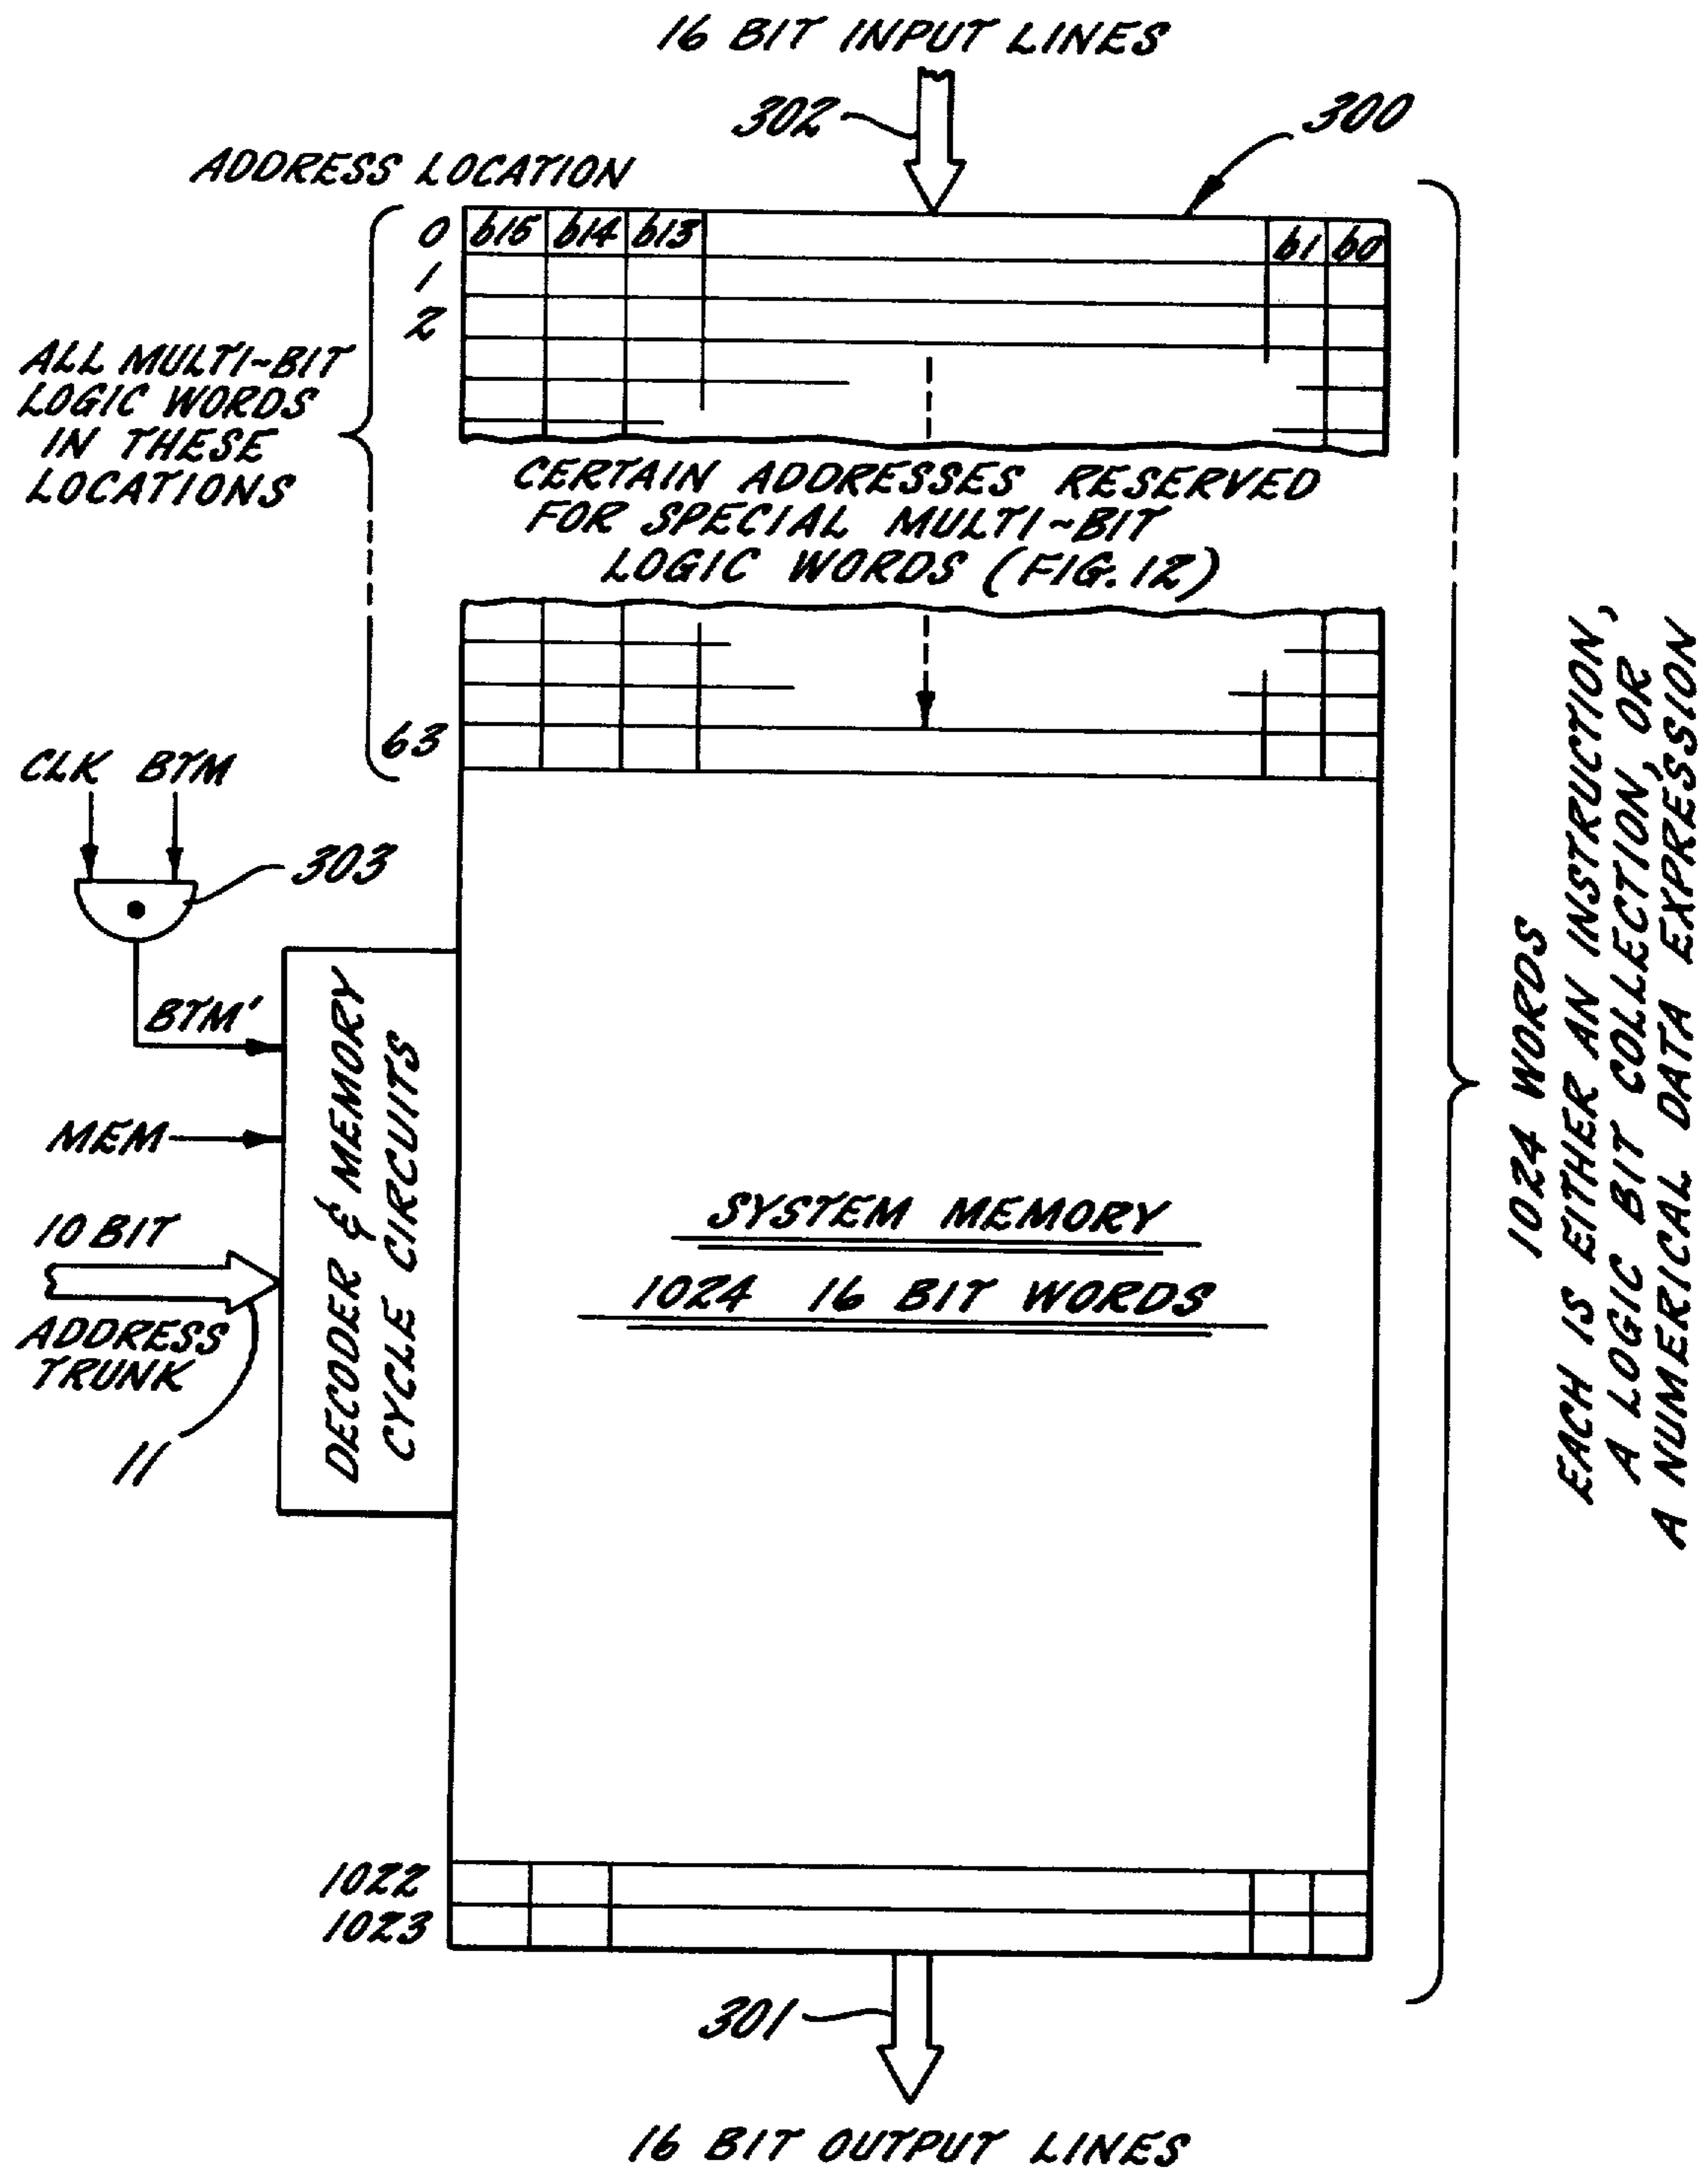 16 BIT INPUT LINES
302
300
ADDRESS LOCATION
0 b15 b14 b13 b1 b0
1
2
ALL MULTI-BIT
LOGIC WORDS
IN THESE
LOCATIONS
CERTAIN ADDRESSES RESERVED
FOR SPECIAL MULTI-BIT
LOGIC WORDS (FIG. 12)
63
CLK BTM
303
BTM'
MEM
10 BIT
ADDRESS
TRUNK
11
DECODER & MEMORY
CYCLE CIRCUITS
SYSTEM MEMORY
1024 16 BIT WORDS
1024 WORDS
EACH IS EITHER AN INSTRUCTION,
A LOGIC BIT COLLECTION, OR
A NUMERICAL DATA EXPRESSION
1022
1023
301
16 BIT OUTPUT LINES